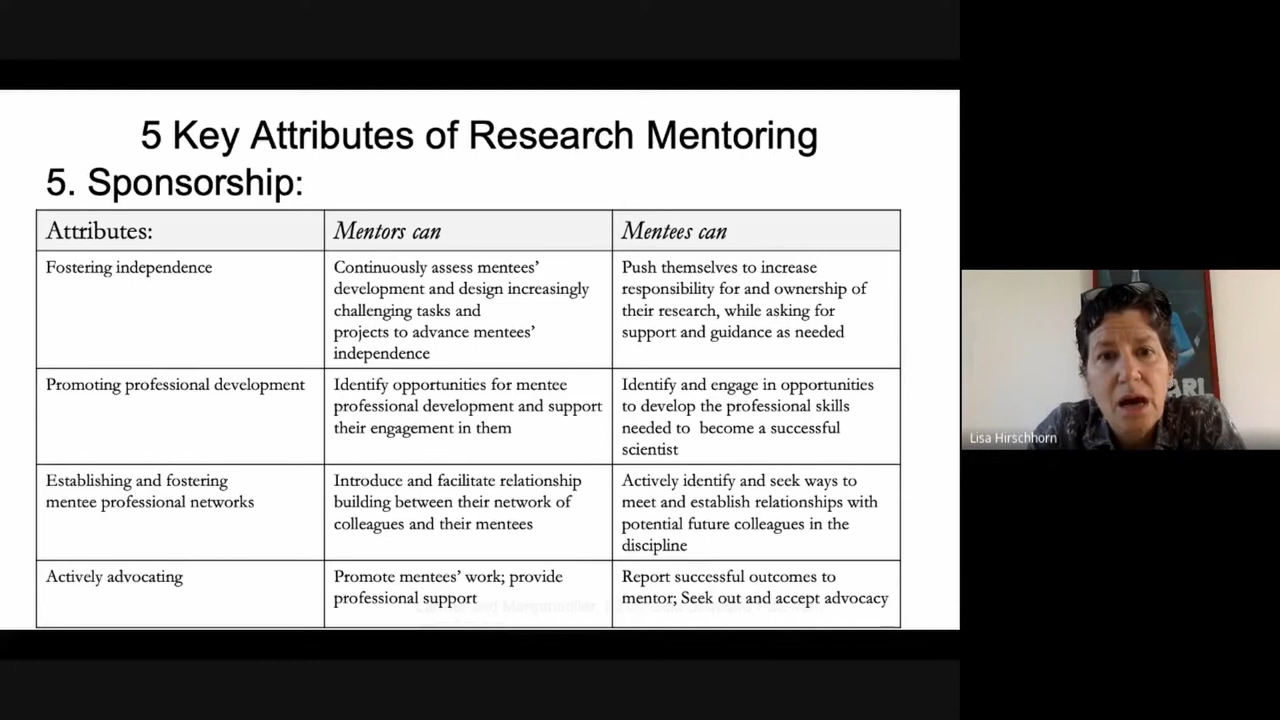 5 Key Attributes of Research Mentoring
5. Sponsorship:
Attributes:
Mentors can
Mentees can
Fostering independence
Continuously assess mentees'
development and design increasingly
challenging tasks and
projects to advance mentees'
independence
Push themselves to increase
responsibility for and ownership of
their research, while asking for
support and guidance as needed
Promoting professional development
Identify opportunities for mentee
professional development and support
their engagement in them
Identify and engage in opportunities
to develop the professional skills
needed to become a successful
scientist
Establishing and fostering
mentee professional networks
Introduce and facilitate relationship
building between their network of
colleagues and their mentees
Actively identify and seek ways to
meet and establish relationships with
potential future colleagues in the
discipline
Actively advocating
Promote mentees' work; provide
professional support
Report successful outcomes to
mentor; Seek out and accept advocacy
Lisa Hirschhorn